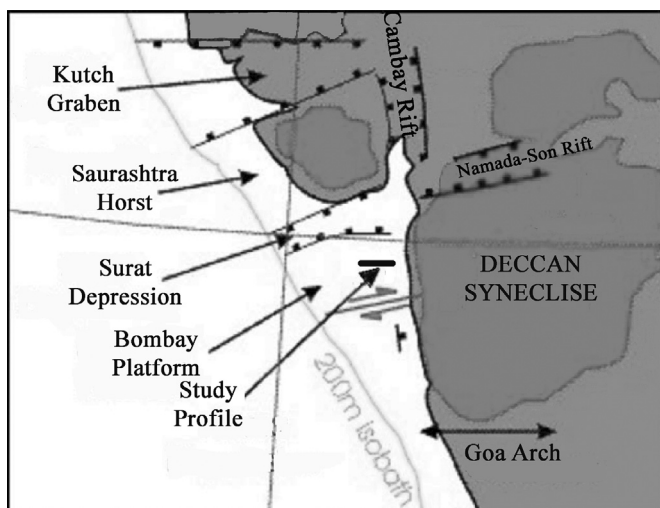 Kutch
Graben
Cambay Rift
Saurashtra
Horst
Namada-Son Rift
Surat
Depression
DECCAN
SYNECLISE
Bombay
Platform
Study
Profile
200m isobath
Goa Arch